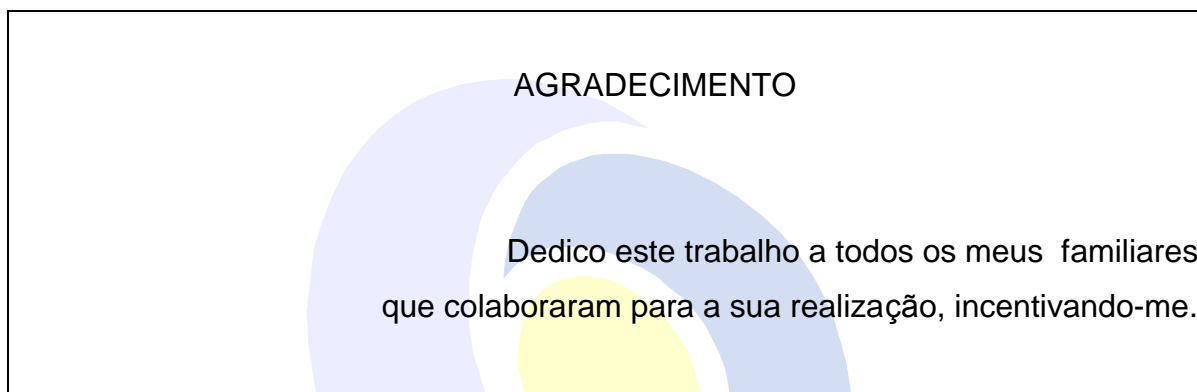 AGRADECIMENTO
Dedico este trabalho a todos os meus  familiares
que colaboraram para a sua realização, incentivando-me.